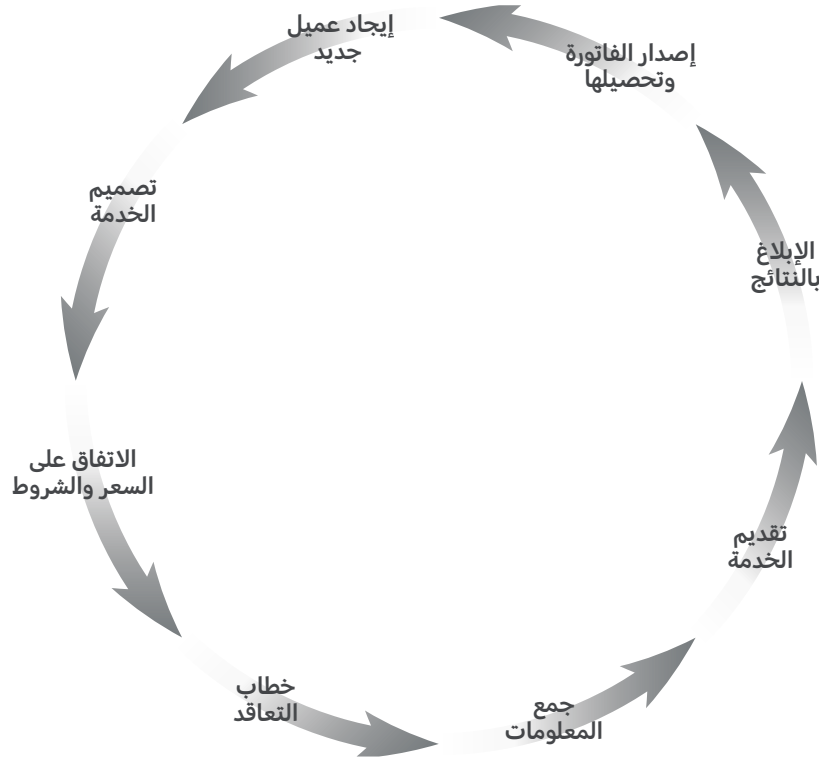 إيجاد عميل
جديد
تصميم
الخدمة
الاتفاق على
السعر والشروط
خطاب
التعاقد
جمع
المعلومات
تقديم
الخدمة
الإبلاغ
بالنتائج
إصدار الفاتورة
وتحصيلها